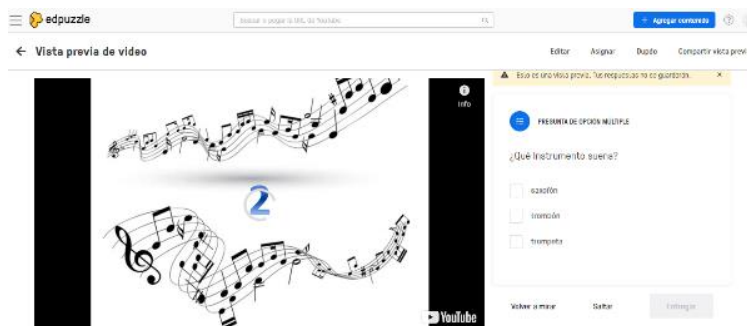 edpuzzle
Buscar o pegar la URL de Youtube
+ Agregar contenido
← Vista previa de video
Editar Asignar Duplo Compartir vista previ
Esto es una vista previa. Tus respuestas no se guardarán. ×
Info
PREGUNTA DE OPCIÓN MÚLTIPLE
¿Qué instrumento suena?
saxofón
2
trombón
trompeta
YouTube
Volver a mirar Saltar Entregar